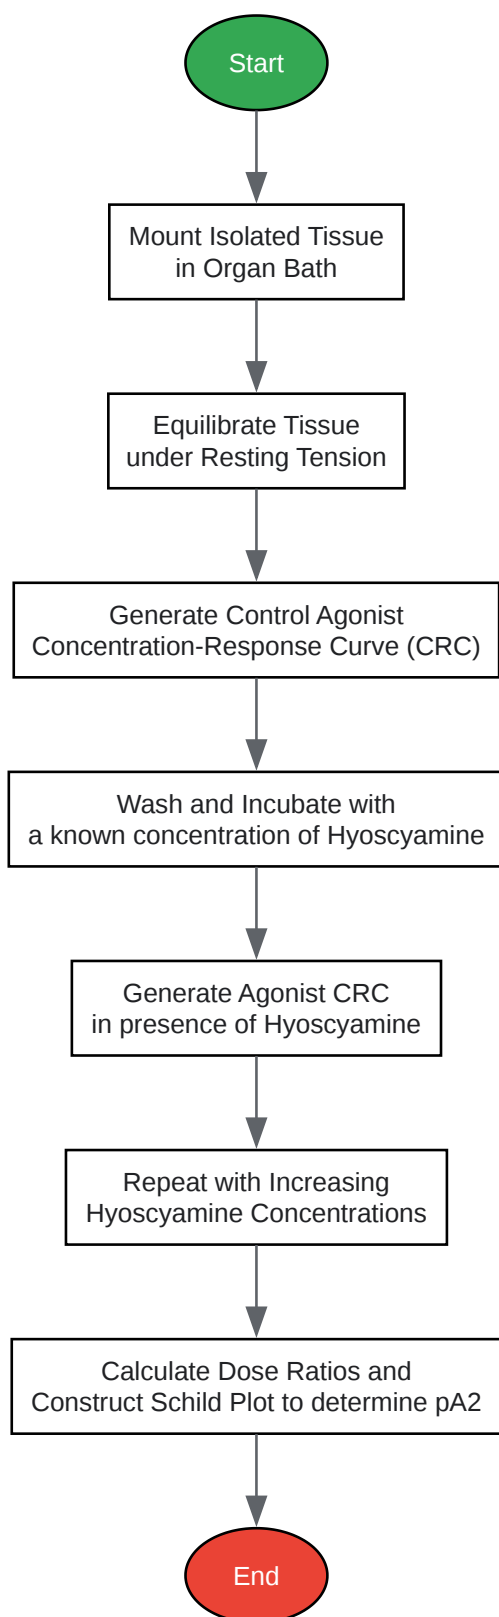 Start
Mount Isolated Tissue
in Organ Bath
Equilibrate Tissue
under Resting Tension
Generate Control Agonist
Concentration-Response Curve (CRC)
Wash and Incubate with
a known concentration of Hyoscyamine
Generate Agonist CRC
in presence of Hyoscyamine
Repeat with Increasing
Hyoscyamine Concentrations
Calculate Dose Ratios and
Construct Schild Plot to determine pA2
End